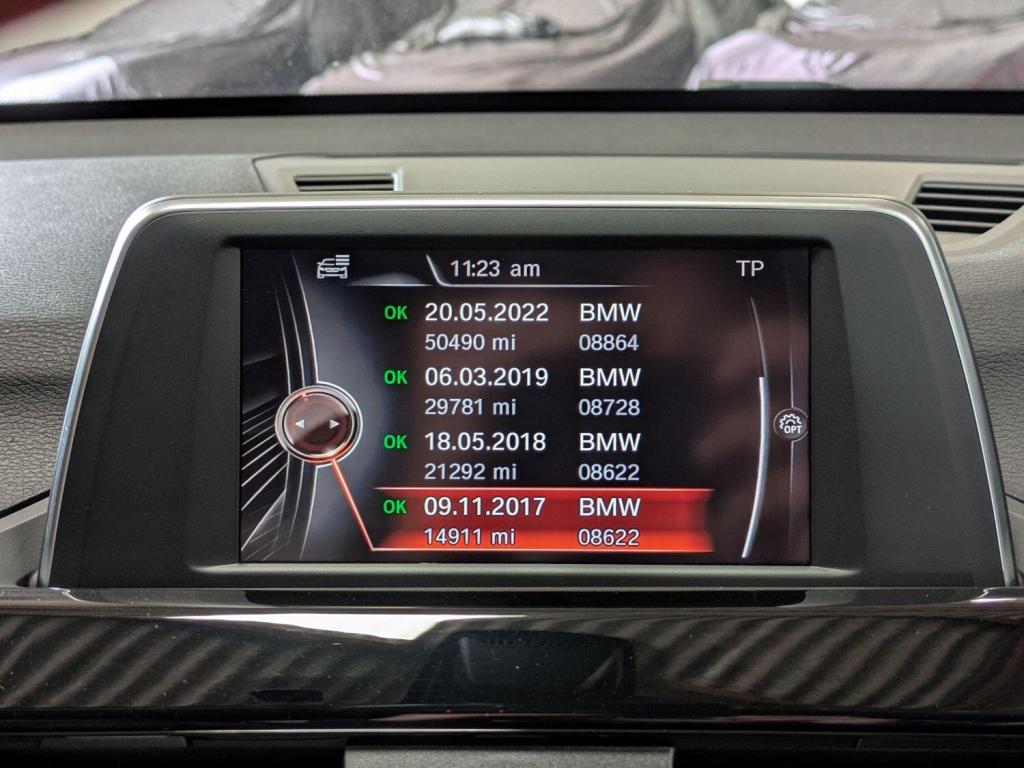 11:23 am TP
OK 20.05.2022 BMW
50490 mi 08864
OK 06.03.2019 BMW
29781 mi 08728
OPT
OK 18.05.2018 BMW
21292 mi 08622
OK 09.11.2017 BMW
14911 mi 08622